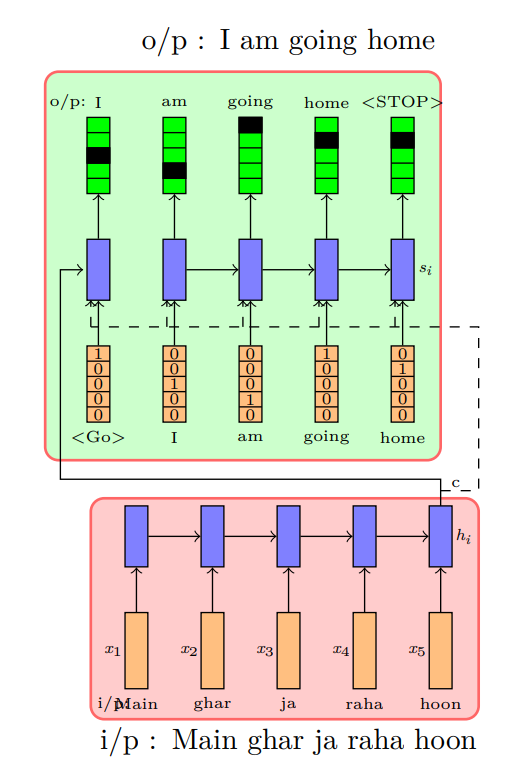 o/p : I am going home
o/p: I am going home <STOP>
s_i
1 0 0 1 0
0 0 0 0 1
0 1 0 0 0
0 0 1 0 0
0 0 0 0 0
<Go> I am going home
c
h_i
x_1 x_2 x_3 x_4 x_5
i/p: Main ghar ja raha hoon
i/p : Main ghar ja raha hoon